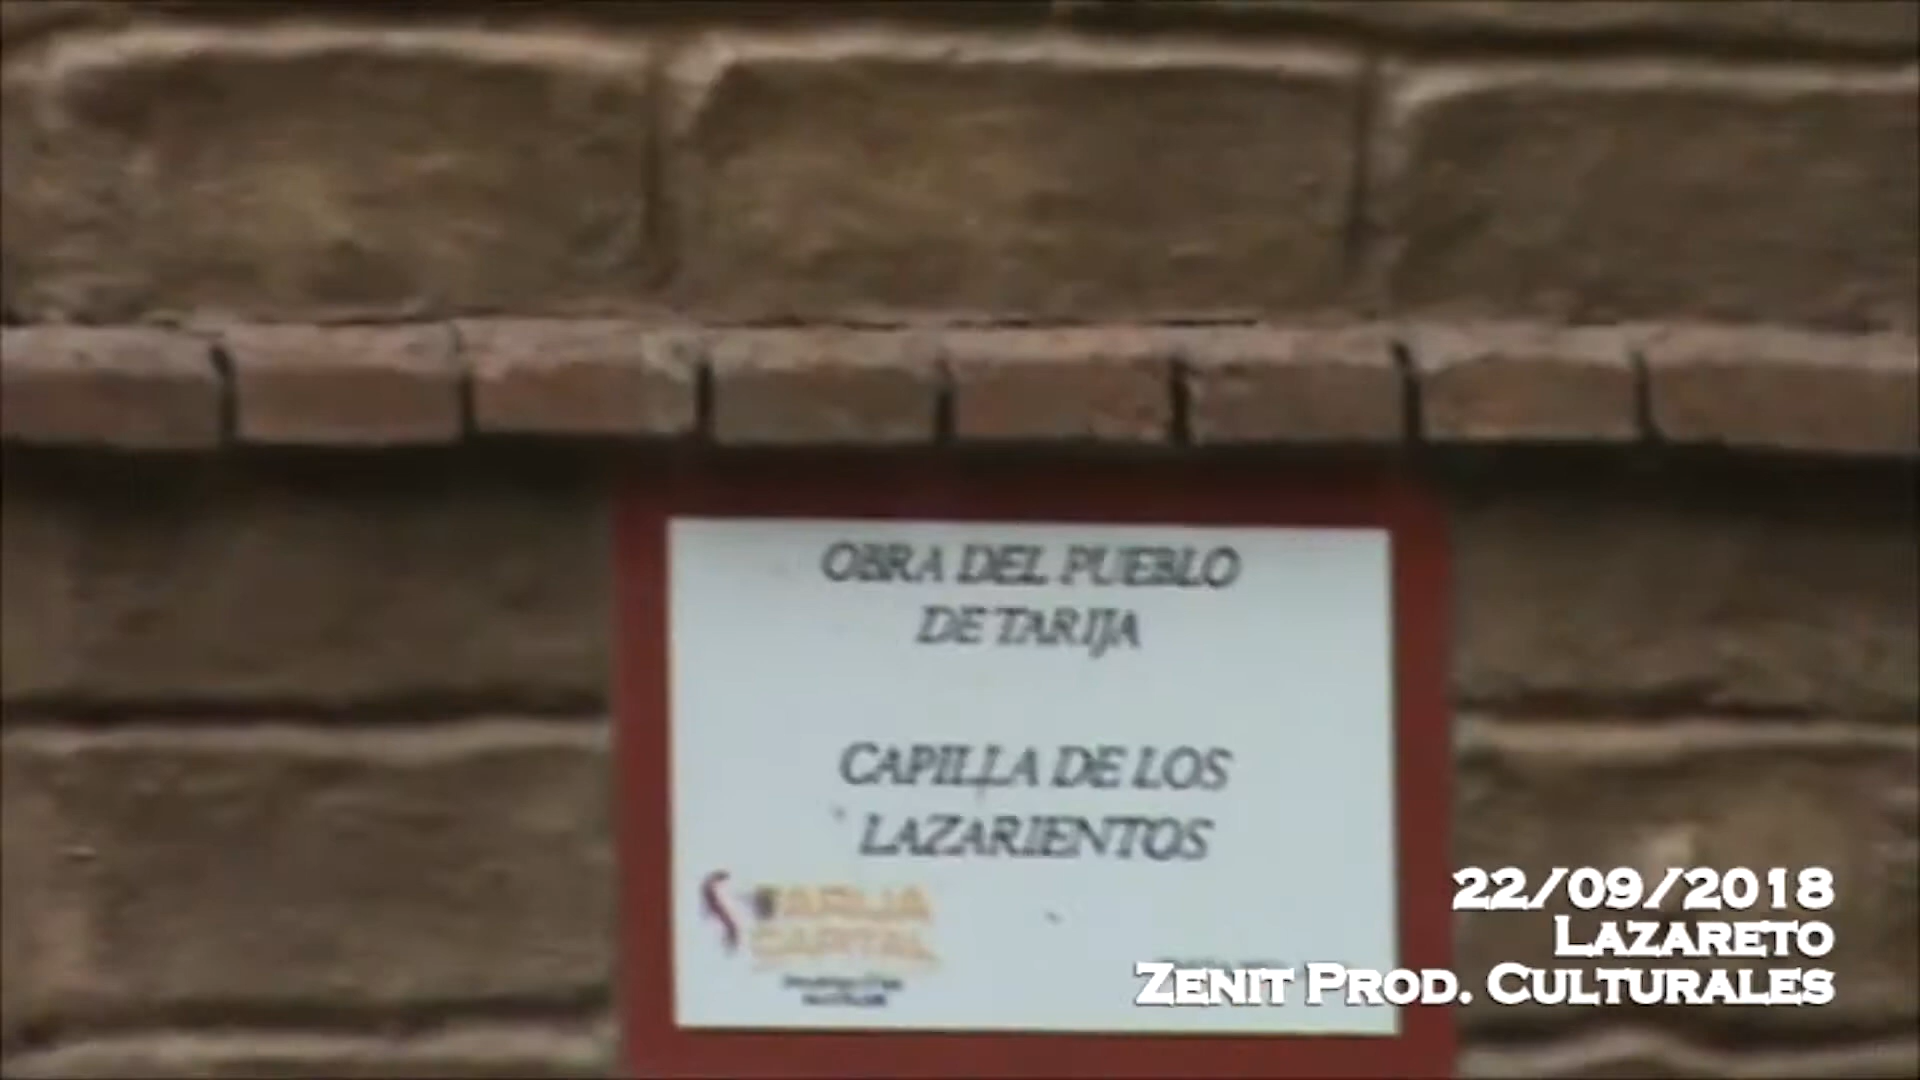 OBRA DEL PUEBLO
DE TARIJA
CAPILLA DE LOS
LAZARIENTOS
TARIJA
CAPITAL
22/09/2018
Lazareto
Zenit Prod. Culturales